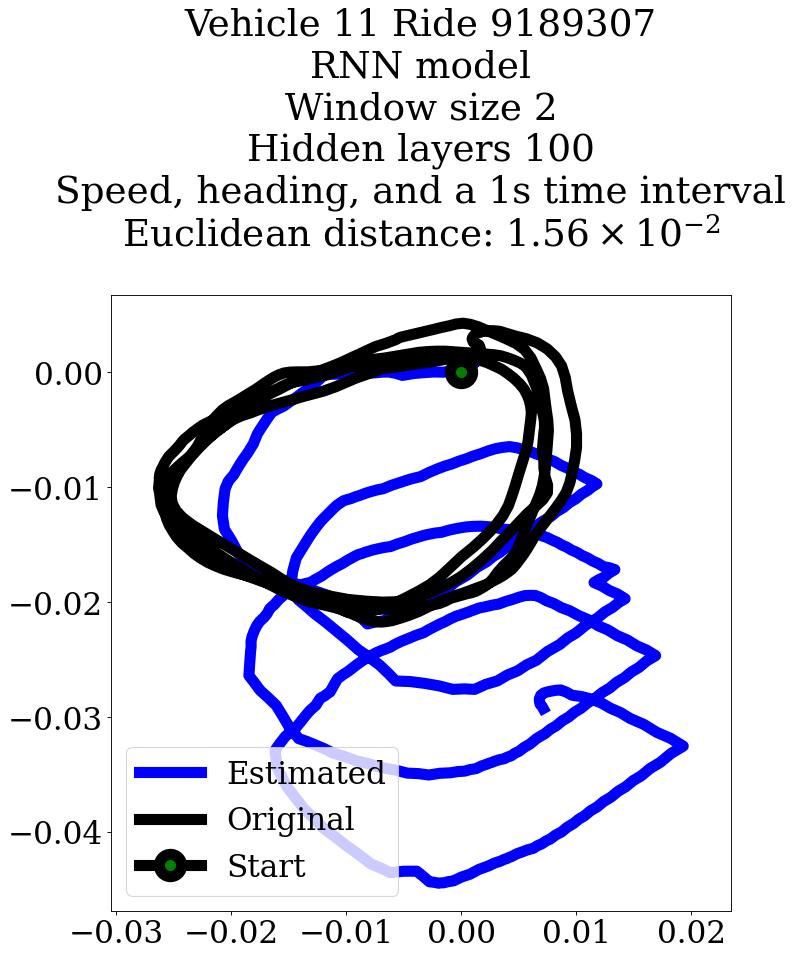 Vehicle 11 Ride 9189307
RNN model
Window size 2
Hidden layers 100
Speed, heading, and a 1s time interval
Euclidean distance: 1.56 × 10⁻²
0.00
−0.01
−0.02
−0.03
−0.04
Estimated
Original
Start
−0.03 −0.02 −0.01 0.00 0.01 0.02